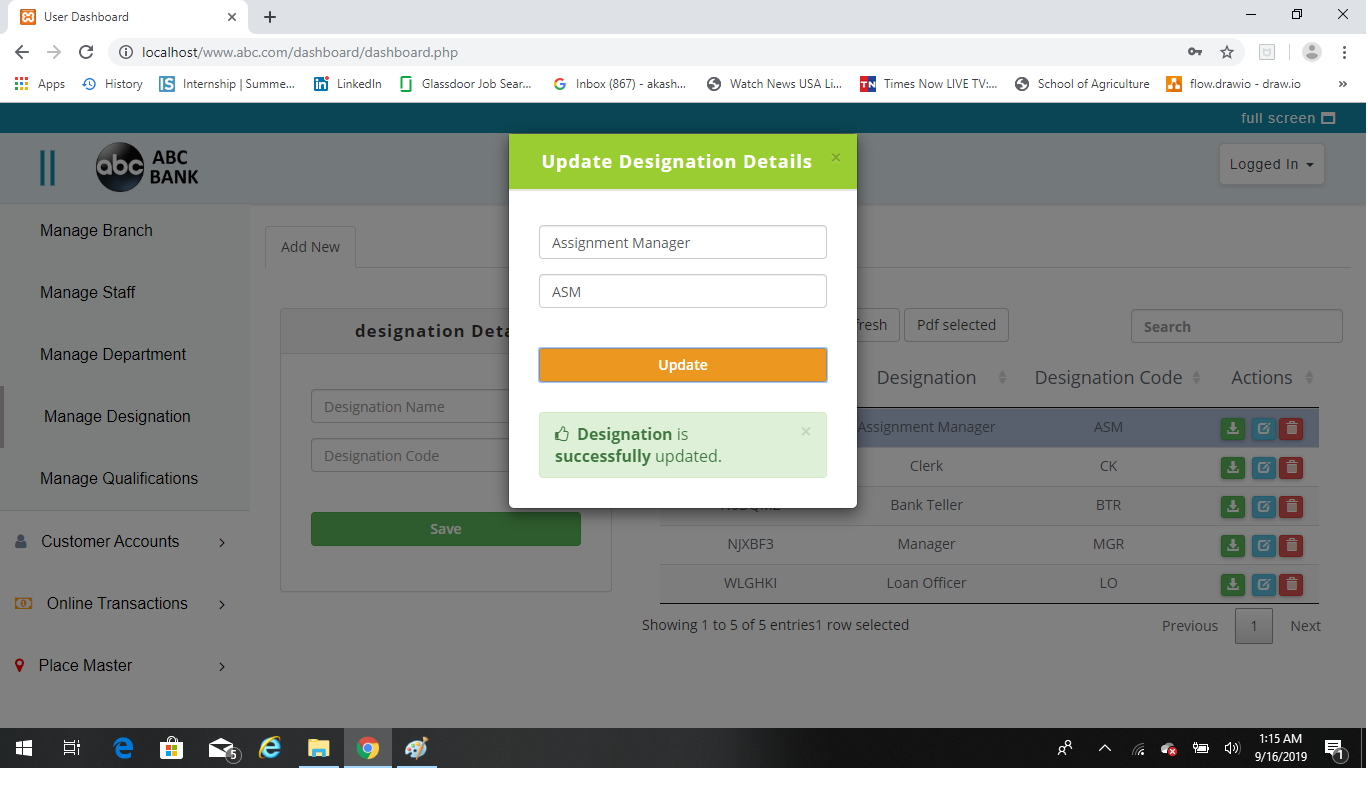 User Dashboard
localhost/www.abc.com/dashboard/dashboard.php
Apps History Internship | Summe... LinkedIn Glassdoor Job Sear... Inbox (867) - akash... Watch News USA Li... Times Now LIVE TV:... School of Agriculture flow.drawio - draw.io »
full screen
abc ABC BANK
Logged In
Update Designation Details ×
Assignment Manager
ASM
Update
Designation is ×
successfully updated.
Manage Branch
Manage Staff
Manage Department
Manage Designation
Manage Qualifications
Customer Accounts
Online Transactions
Place Master
Add New
designation Deta
Designation Name
Designation Code
Save
fresh Pdf selected Search
Designation Designation Code Actions
Assignment Manager ASM
Clerk CK
Bank Teller BTR
NJXBF3 Manager MGR
WLGHKI Loan Officer LO
Showing 1 to 5 of 5 entries1 row selected
Previous 1 Next
5
1:15 AM
9/16/2019
1